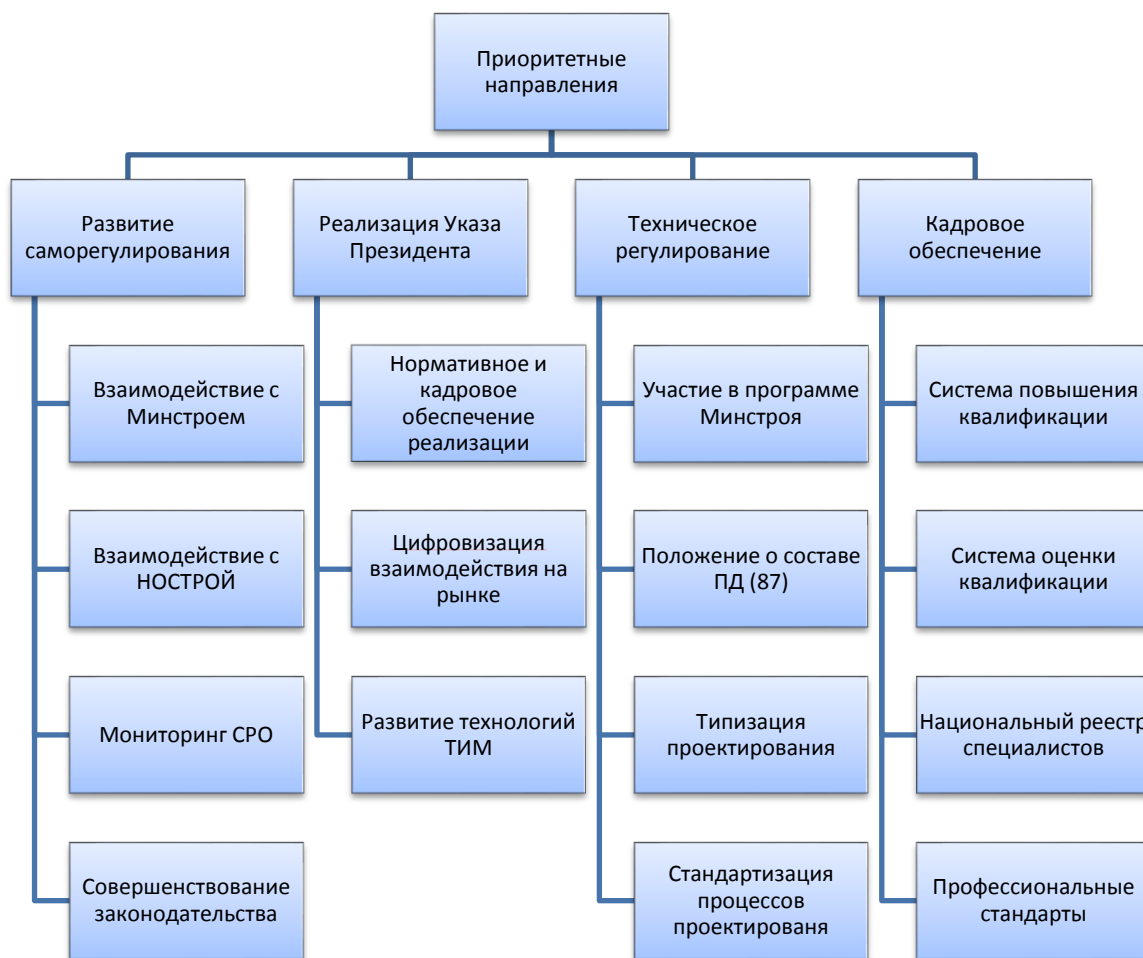 Приоритетные
направления
Развитие
саморегулирования
Взаимодействие с
Минстроем
Взаимодействие с
НОСТРОЙ
Мониторинг СРО
Совершенствование
законодательства
Реализация Указа
Президента
Нормативное и
кадровое
обеспечение
реализации
Цифровизация
взаимодействия на
рынке
Развитие технологий
ТИМ
Техническое
регулирование
Участие в программе
Минстроя
Положение о составе
ПД (87)
Типизация
проектирования
Стандартизация
процессов
проектированя
Кадровое
обеспечение
Система повышения
квалификации
Система оценки
квалификации
Национальный реестр
специалистов
Профессиональные
стандарты